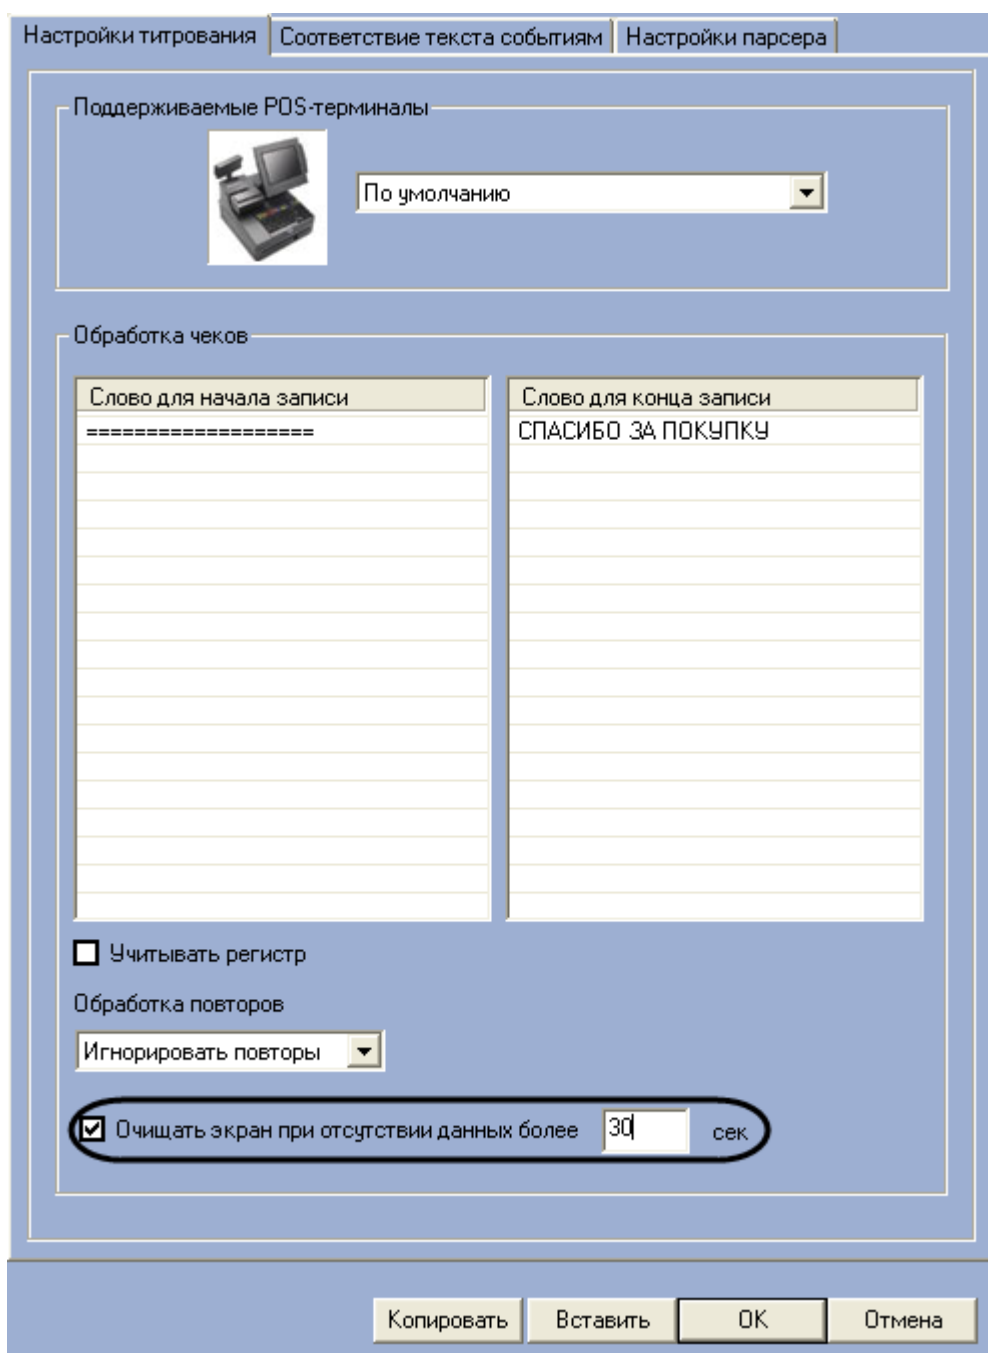 Настройки титрования Соответствие текста событиям Настройки парсера
Поддерживаемые POS-терминалы
По умолчанию
Обработка чеков
Слово для начала записи Слово для конца записи
=================== СПАСИБО ЗА ПОКУПКУ
Учитывать регистр
Обработка повторов
Игнорировать повторы
Очищать экран при отсутствии данных более 30 сек
Копировать Вставить OK Отмена